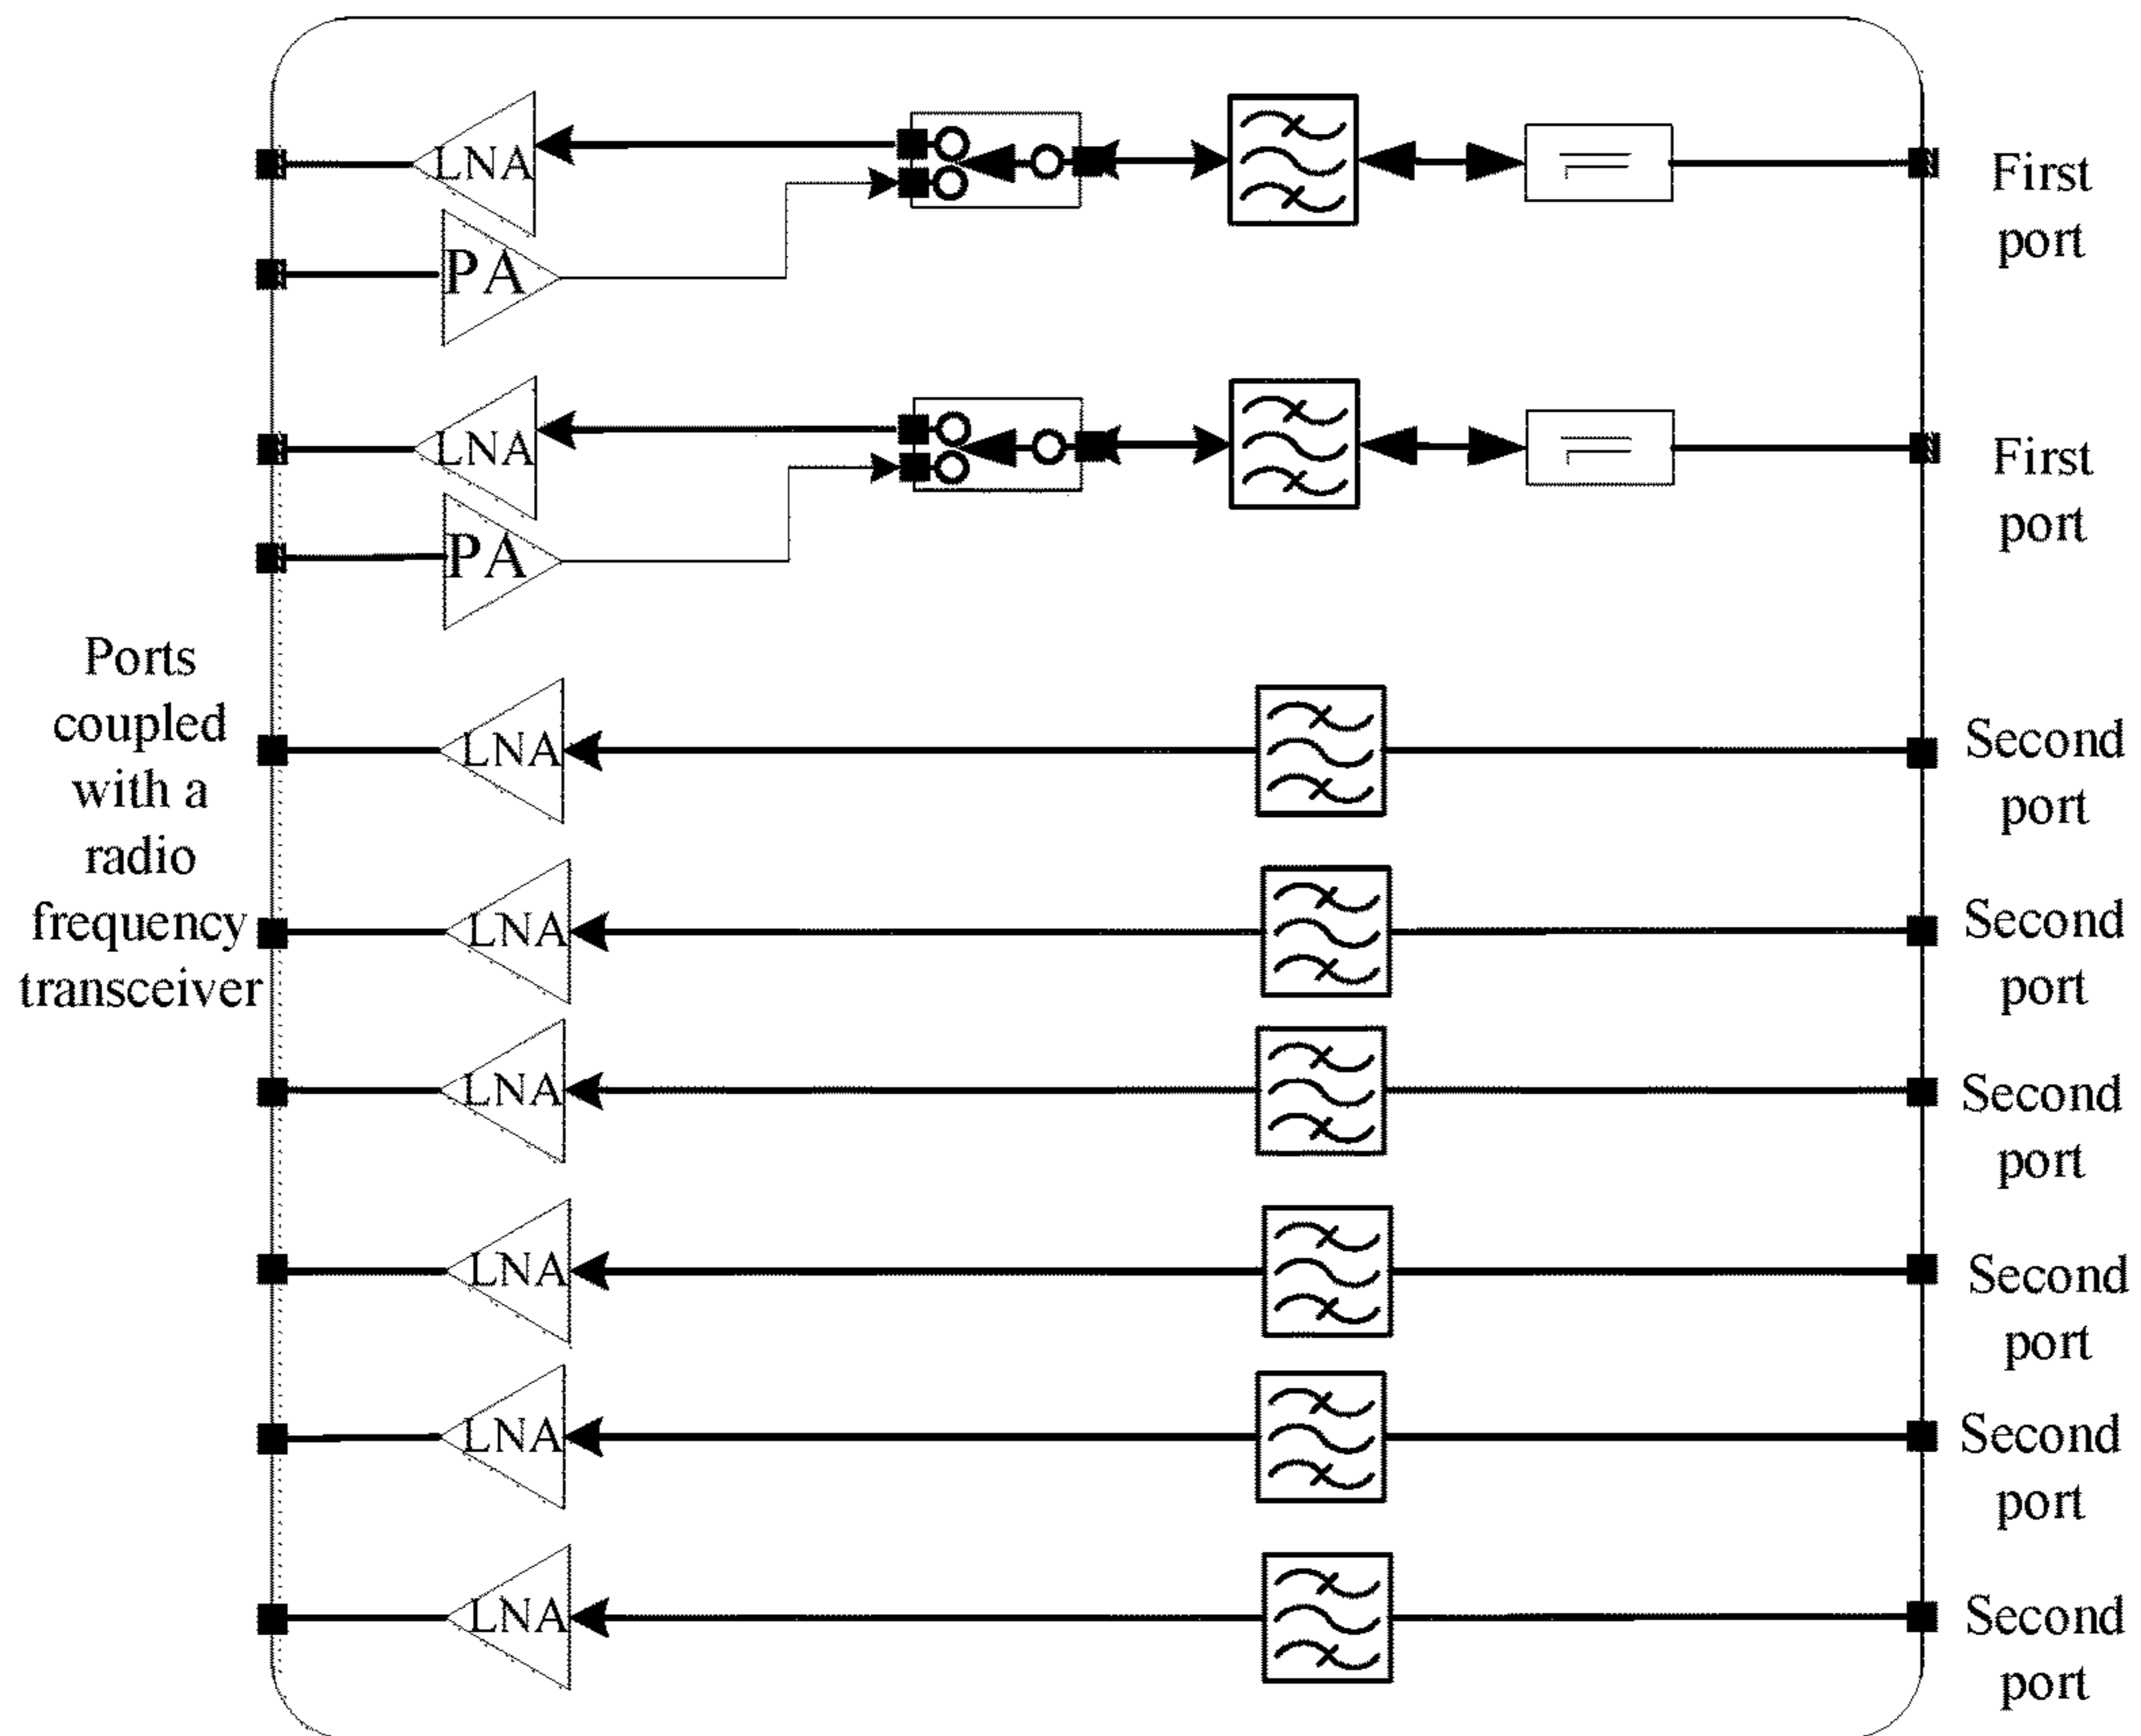 LNA
First
port
PA
LNA
First
port
PA
Ports
coupled
with a
radio
frequency
transceiver
LNA
Second
port
LNA
Second
port
LNA
Second
port
LNA
Second
port
LNA
Second
port
LNA
Second
port